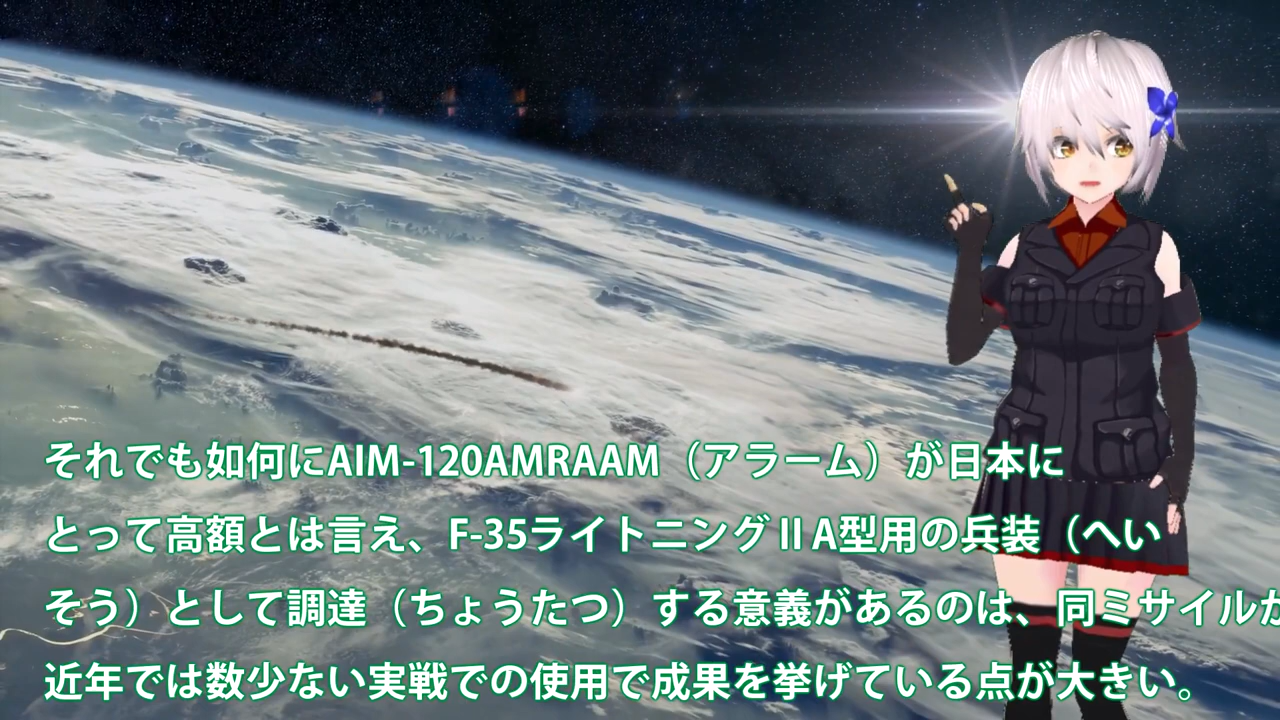 それでも如何にAIM-120AMRAAM（アラーム）が日本に
とって高額とは言え、F-35ライトニングⅡA型用の兵装（へい
そう）として調達（ちょうたつ）する意義があるのは、同ミサイルが
近年では数少ない実戦での使用で成果を挙げている点が大きい。